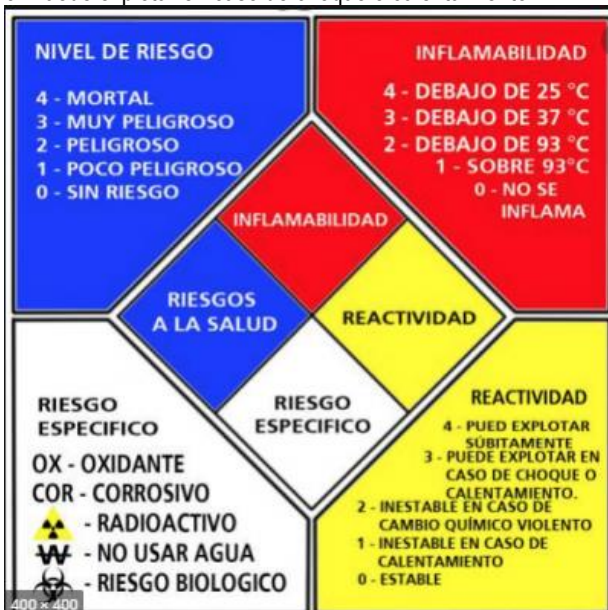 NIVEL DE RIESGO
4 - MORTAL
3 - MUY PELIGROSO
2 - PELIGROSO
1 - POCO PELIGROSO
0 - SIN RIESGO
INFLAMABILIDAD
4 - DEBAJO DE 25 °C
3 - DEBAJO DE 37 °C
2 - DEBAJO DE 93 °C
1 - SOBRE 93°C
0 - NO SE
INFLAMA
INFLAMABILIDAD
RIESGOS
A LA SALUD
REACTIVIDAD
RIESGO
ESPECIFICO
RIESGO
ESPECIFICO
OX - OXIDANTE
COR - CORROSIVO
- RADIOACTIVO
W - NO USAR AGUA
- RIESGO BIOLOGICO
REACTIVIDAD
4 - PUED EXPLOTAR
SÚBITAMENTE
3 - PUEDE EXPLOTAR EN
CASO DE CHOQUE O
CALENTAMIENTO.
2 - INESTABLE EN CASO DE
CAMBIO QUÍMICO VIOLENTO
1 - INESTABLE EN CASO DE
CALENTAMIENTO
0 - ESTABLE
400 × 400